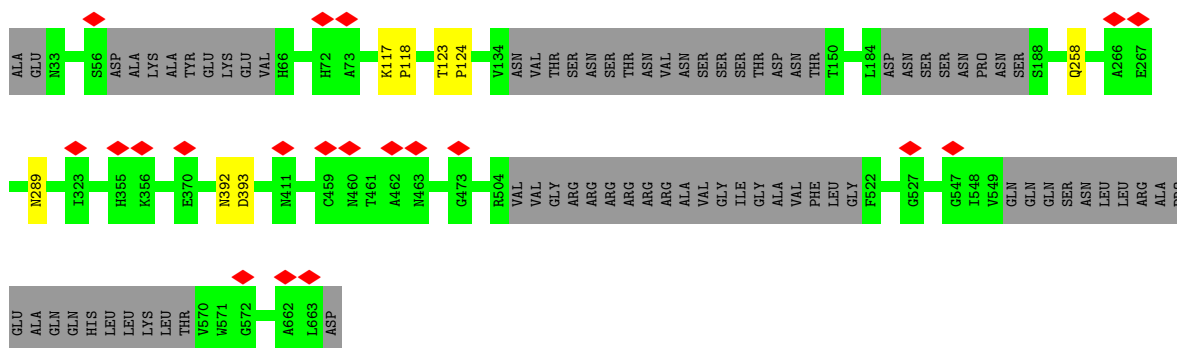 ALA GLU N33 S56 ASP ALA LYS ALA TYR GLU LYS GLU VAL H66 H72 A73 K117 P118 T123 P124 V134 ASN VAL THR SER ASN SER THR ASN VAL ASN SER SER SER THR ASP ASN THR T150 L184 ASP ASN SER SER ASN PRO ASN SER S188 Q258 A266 E267
N289 I323 H355 K356 E370 N392 D393 N411 C459 N460 T461 A462 N463 G473 R504 VAL VAL GLY ARG ARG ARG ARG ARG ALA VAL GLY ILE GLY ALA VAL PHE LEU GLY F522 G527 G547 I548 V549 GLN GLN GLN SER ASN LEU LEU ARG ALA
GLU ALA GLN GLN HIS LEU LEU LYS LEU THR V570 W571 G572 A662 L663 ASP